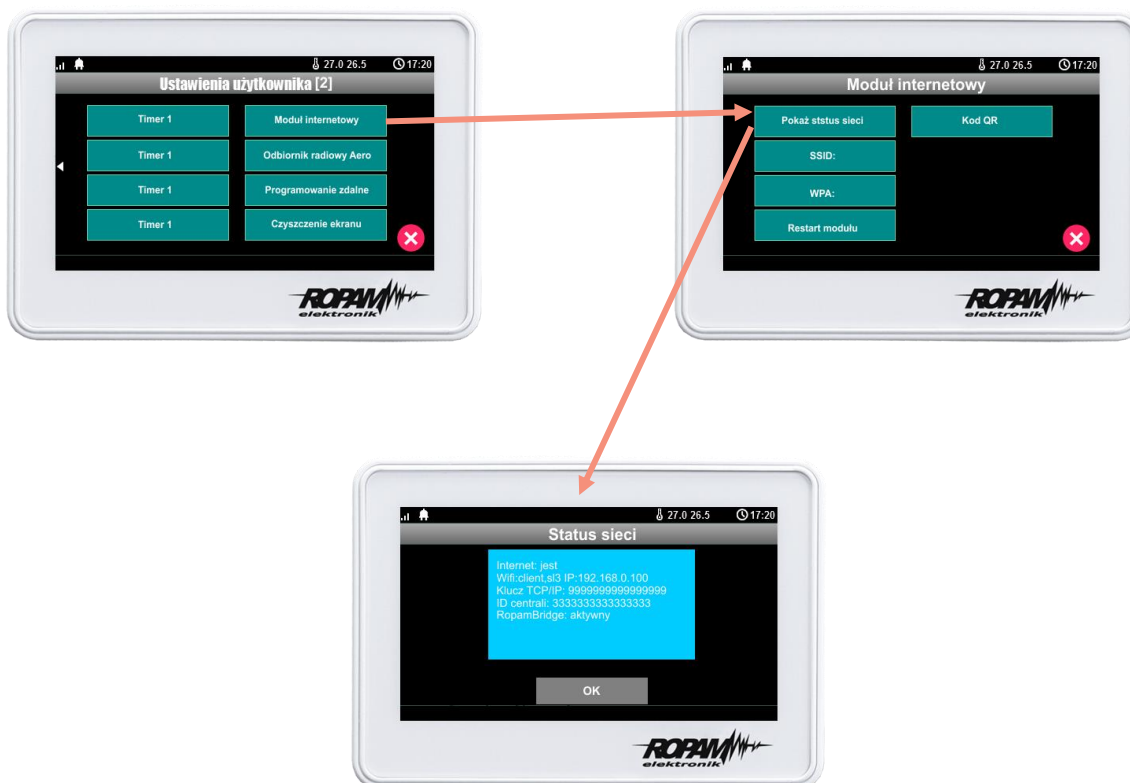 27.0 26.5 17:20
Ustawienia użytkownika [2]
Timer 1 Moduł internetowy
Timer 1 Odbiornik radiowy Aero
Timer 1 Programowanie zdalne
Timer 1 Czyszczenie ekranu
ROPAM
elektronik
27.0 26.5 17:20
Moduł internetowy
Pokaż ststus sieci Kod QR
SSID:
WPA:
Restart modułu
ROPAM
elektronik
27.0 26.5 17:20
Status sieci
Internet: jest
Wifi:client,sl3 IP:192.168.0.100
Klucz TCP/IP: 9999999999999999
ID centrali: 3333333333333333
RopamBridge: aktywny
OK
ROPAM
elektronik